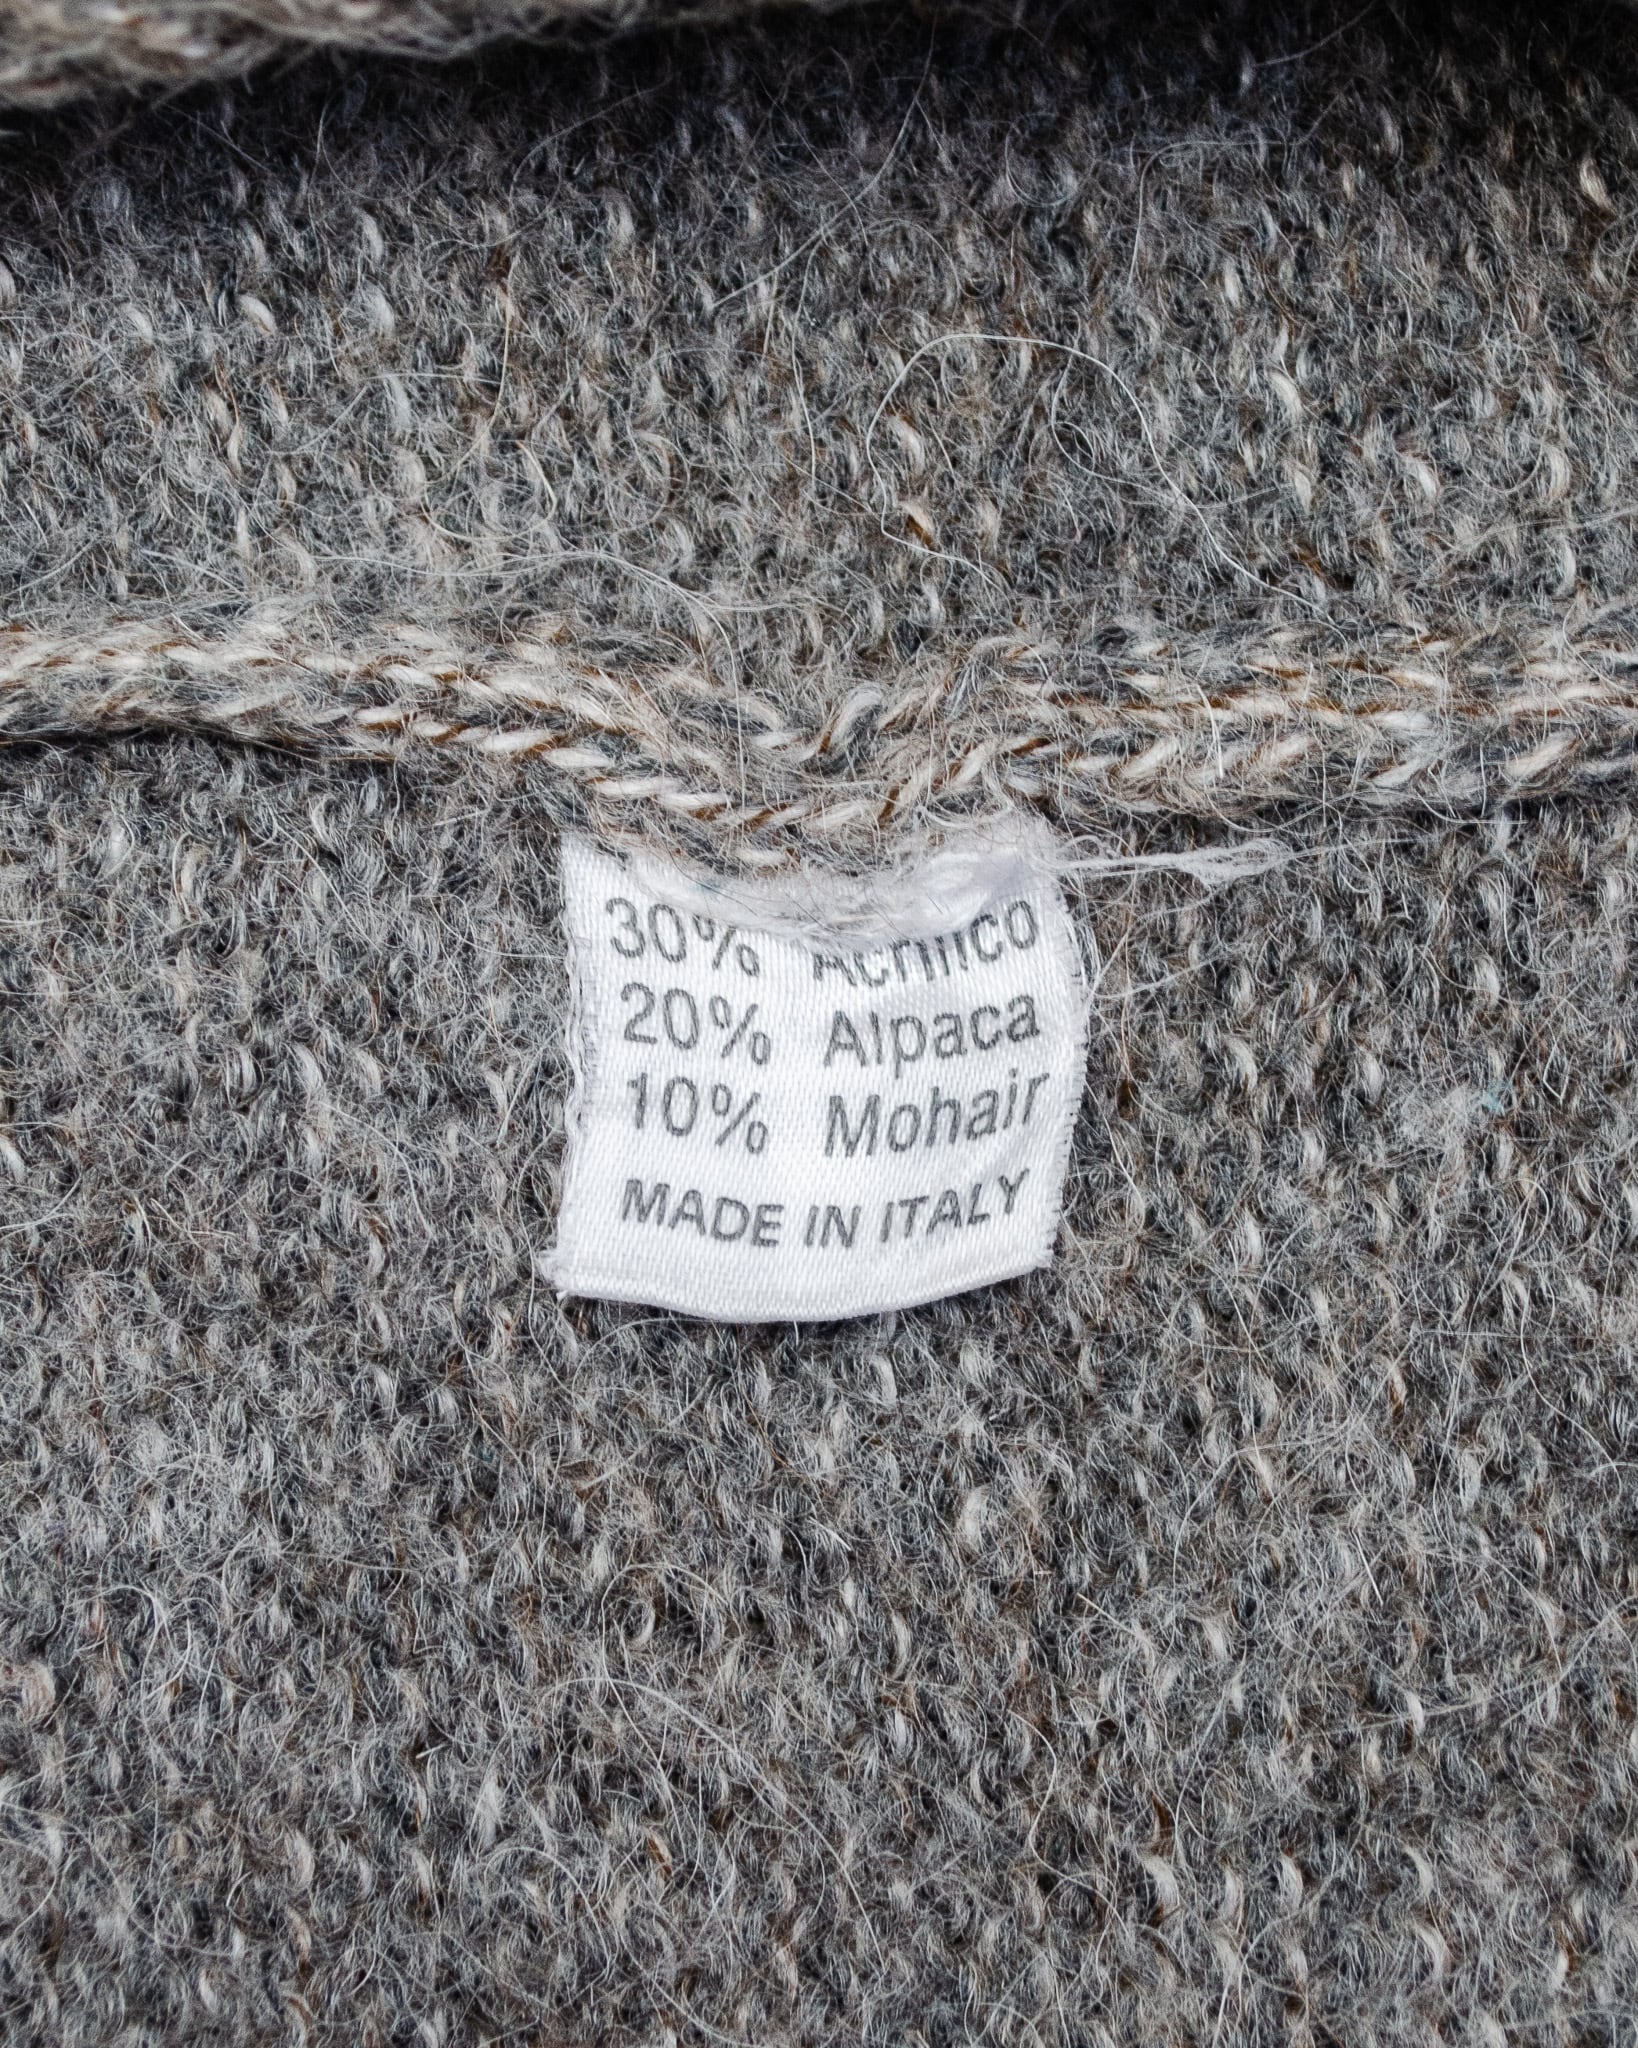 30% Acrilico
20% Alpaca
10% Mohair
MADE IN ITALY